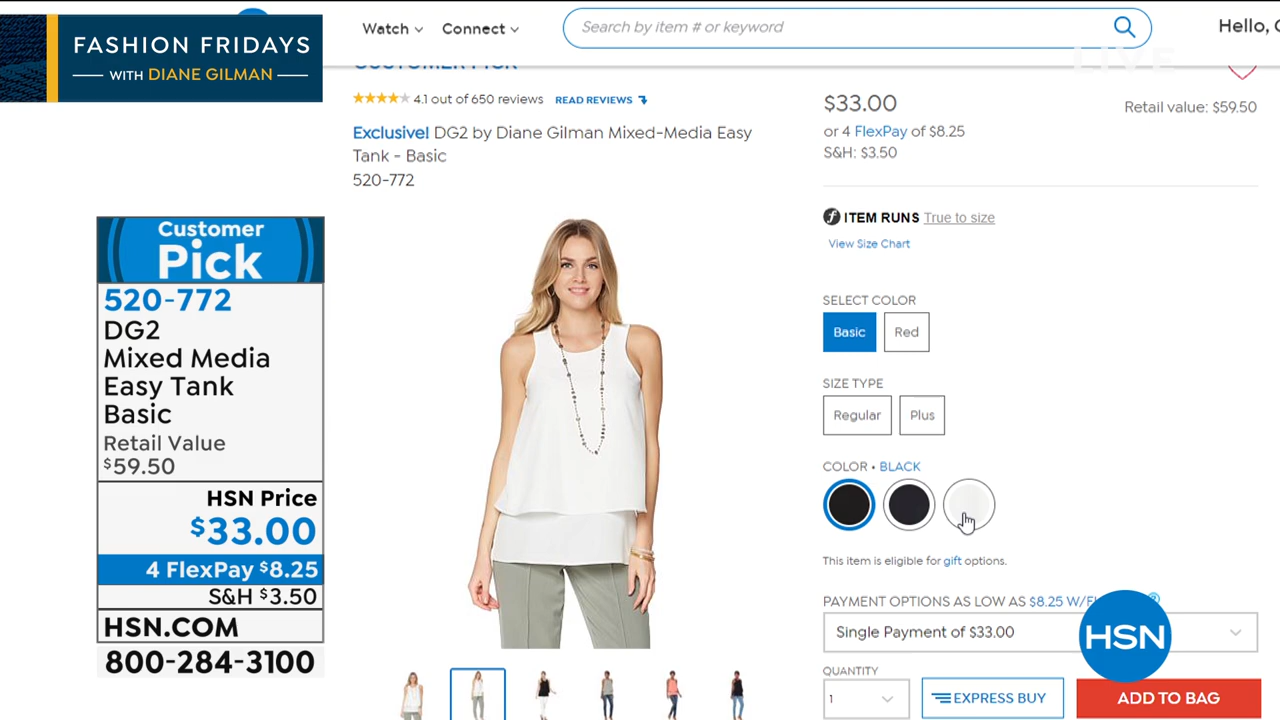 FASHION FRIDAYS
WITH DIANE GILMAN
Watch
Connect
Search by item # or keyword
Hello,
LIVE
CUSTOMER PICK
4.1 out of 650 reviews
READ REVIEWS
Exclusive! DG2 by Diane Gilman Mixed-Media Easy
Tank - Basic
520-772
$33.00
Retail value: $59.50
or 4 FlexPay of $8.25
S&H: $3.50
ITEM RUNS True to size
View Size Chart
SELECT COLOR
Basic
Red
SIZE TYPE
Regular
Plus
COLOR • BLACK
This item is eligible for gift options.
PAYMENT OPTIONS AS LOW AS $8.25 W/
Single Payment of $33.00
HSN
QUANTITY
1
EXPRESS BUY
ADD TO BAG
Customer
Pick
520-772
DG2
Mixed Media
Easy Tank
Basic
Retail Value
$59.50
HSN Price
$33.00
4 FlexPay $8.25
S&H $3.50
HSN.COM
800-284-3100